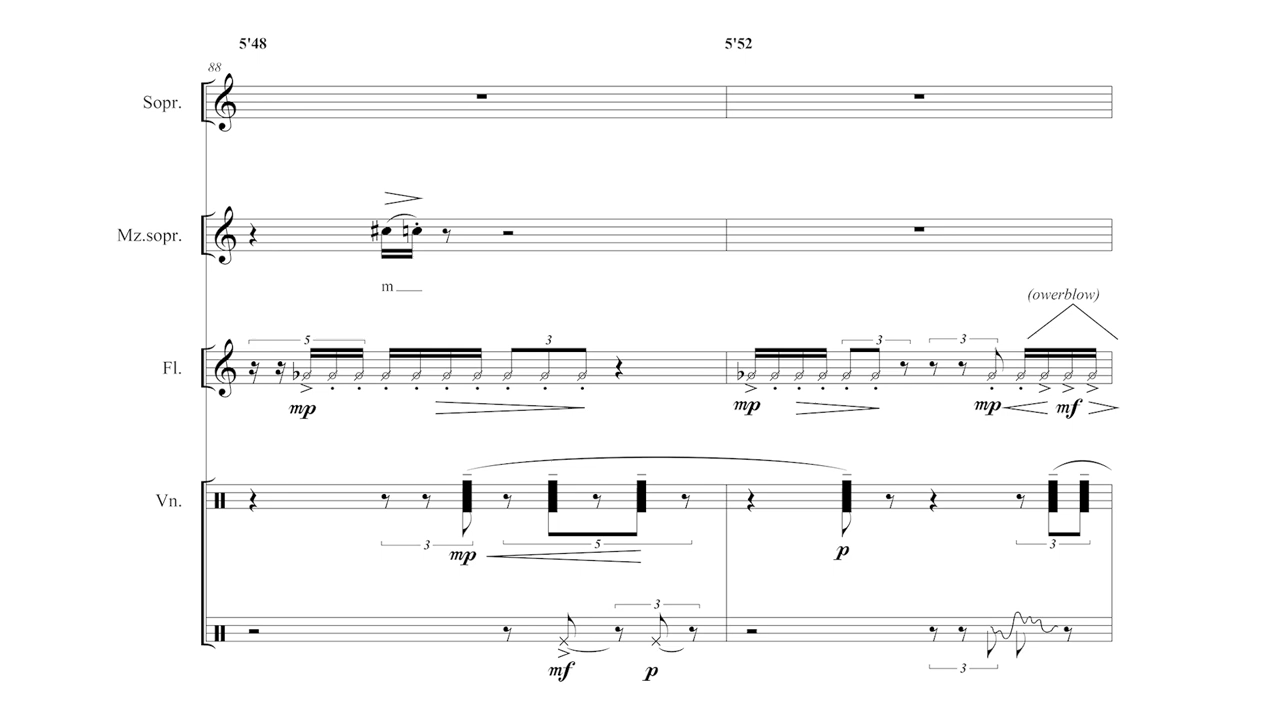 5'48 5'52
88
Sopr.
Mz.sopr.
m
(owerblow)
5 3 3 3
Fl.
mp mp mp mf
Vn.
3 5 3
mp p
3
mf p
3